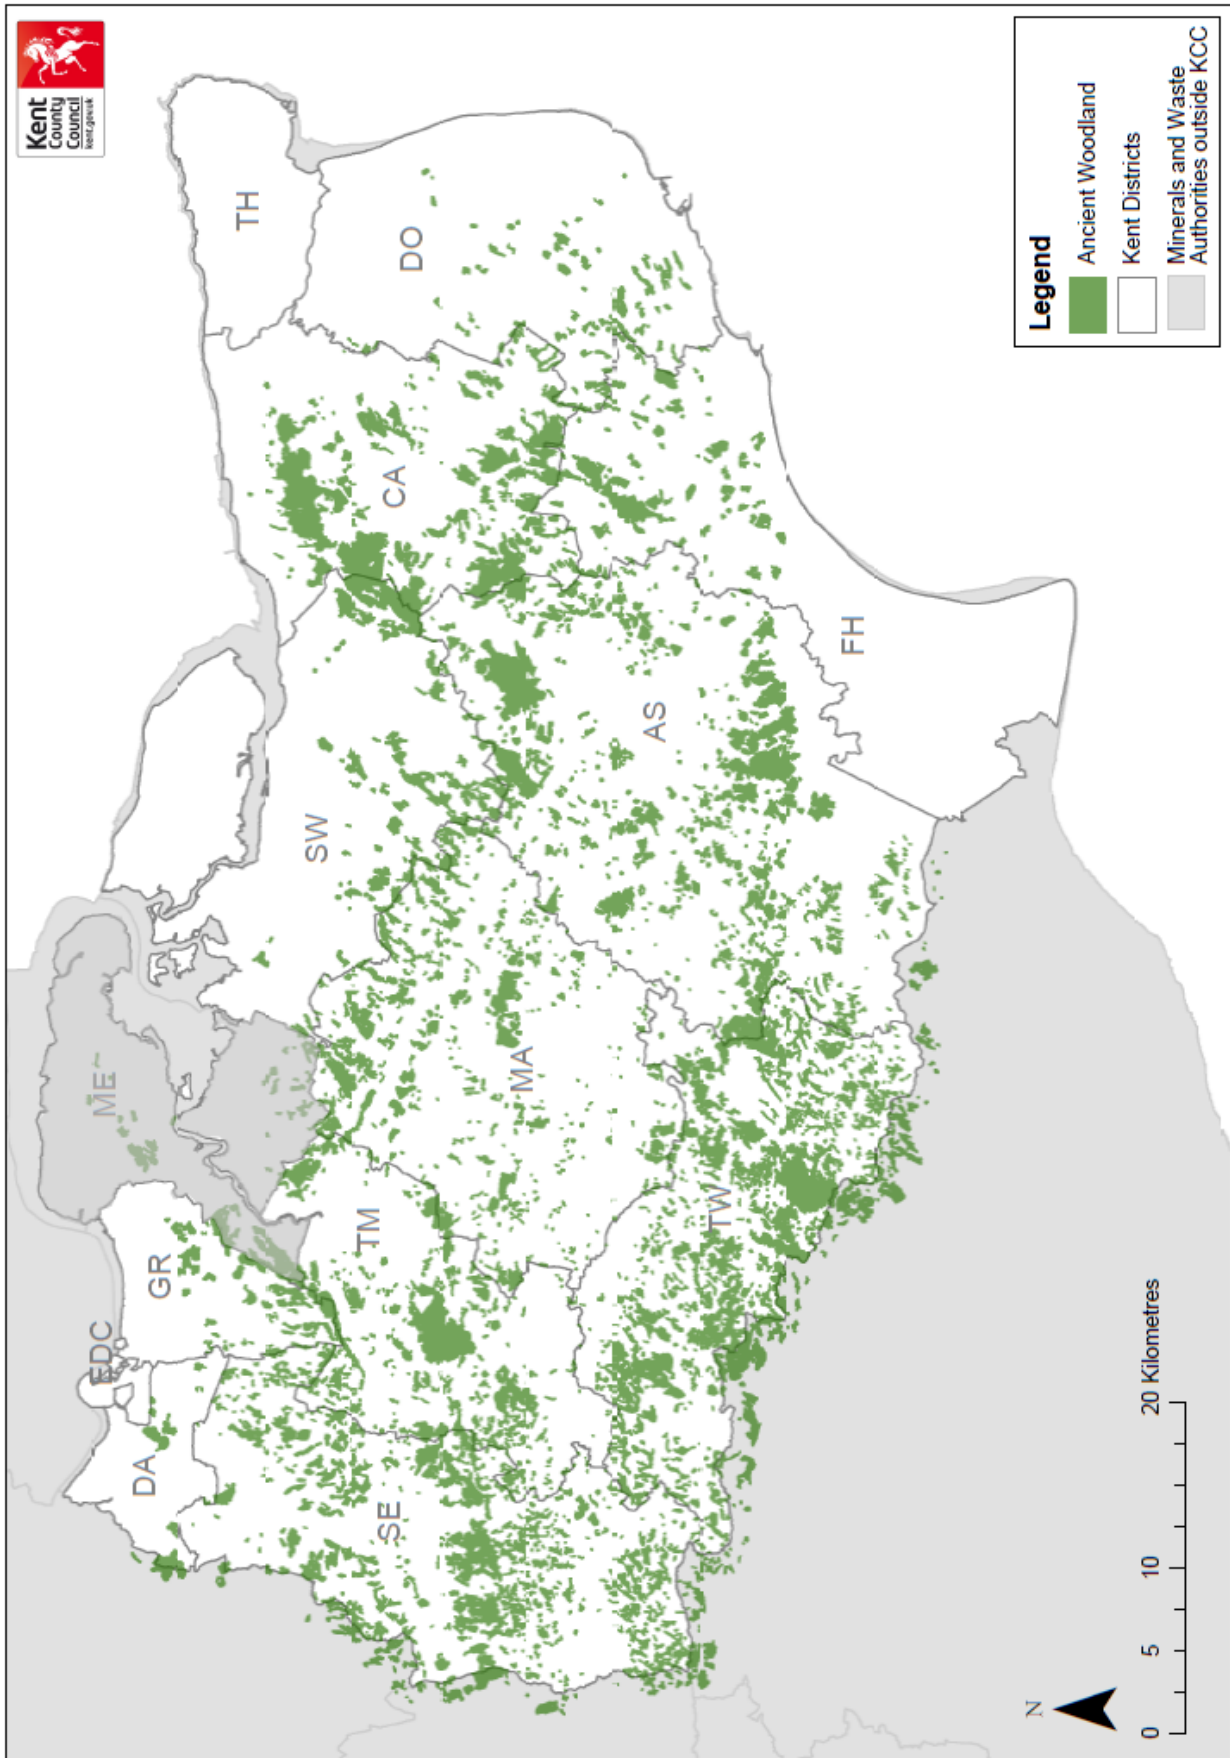 Kent
County
Council
kent.gov.uk
TH
DO
CA
FH
AS
SW
MA
ME
TM
TW
GR
EDC
DA
SE
Legend
Ancient Woodland
Kent Districts
Minerals and Waste
Authorities outside KCC
N
0 5 10 20 Kilometres